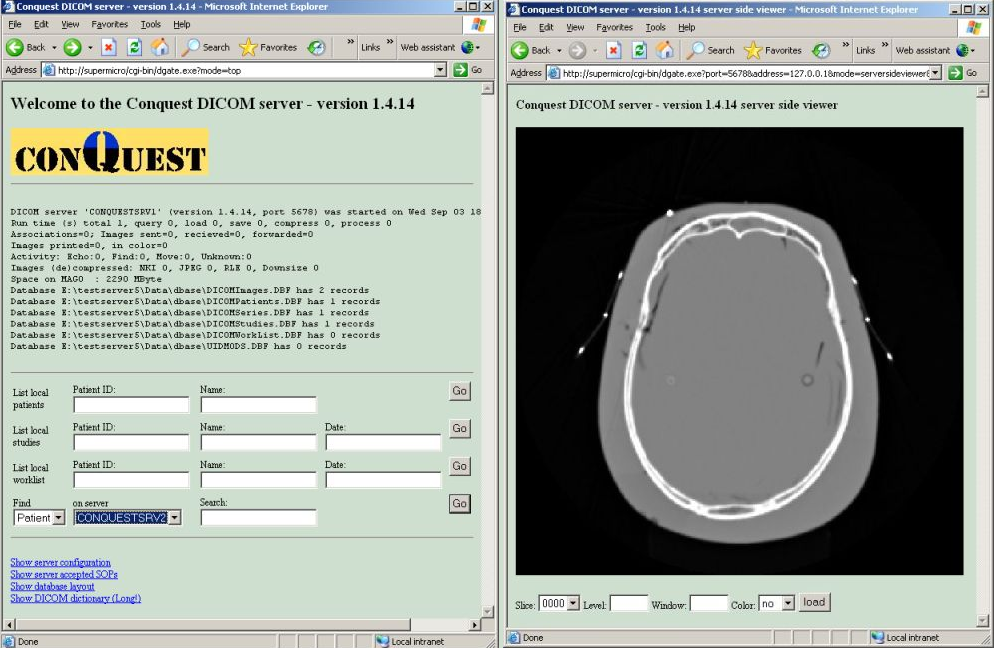 Conquest DICOM server - version 1.4.14 - Microsoft Internet Explorer
File Edit View Favorites Tools Help
Back Search Favorites » Links » Web assistant
Address http://supermicro/cgi-bin/dgate.exe?mode=top Go
Welcome to the Conquest DICOM server - version 1.4.14
CONQUEST
DICOM server 'CONQUESTSRV1' (version 1.4.14, port 5678) was started on Wed Sep 03 18
Run time (s) total 1, query 0, load 0, save 0, compress 0, process 0
Associations=0; Images sent=0, recieved=0, forwarded=0
Images printed=0, in color=0
Activity: Echo:0, Find:0, Move:0, Unknown:0
Images (de)compressed: NKI 0, JPEG 0, RLE 0, Downsize 0
Space on MAG0 : 2290 MByte
Database E:\testserver5\Data\dbase\DICOMImages.DBF has 2 records
Database E:\testserver5\Data\dbase\DICOMPatients.DBF has 1 records
Database E:\testserver5\Data\dbase\DICOMSeries.DBF has 1 records
Database E:\testserver5\Data\dbase\DICOMStudies.DBF has 1 records
Database E:\testserver5\Data\dbase\DICOMWorkList.DBF has 0 records
Database E:\testserver5\Data\dbase\UIDMODS.DBF has 0 records
List local patients Patient ID: Name: Go
List local studies Patient ID: Name: Date: Go
List local worklist Patient ID: Name: Date: Go
Find on server Search:
Patient CONQUESTSRV2 Go
Show server configuration
Show server accepted SOPs
Show database layout
Show DICOM dictionary (Long!)
Done Local intranet
Conquest DICOM server - version 1.4.14 server side viewer - Microsoft Internet Explorer
File Edit View Favorites Tools Help
Back Search Favorites » Links » Web assistant
Address http://supermicro/cgi-bin/dgate.exe?port=5678&address=127.0.0.1&mode=serversideviewer& Go
Conquest DICOM server - version 1.4.14 server side viewer
Slice: 0000 Level: Window: Color: no load
Done Local intranet